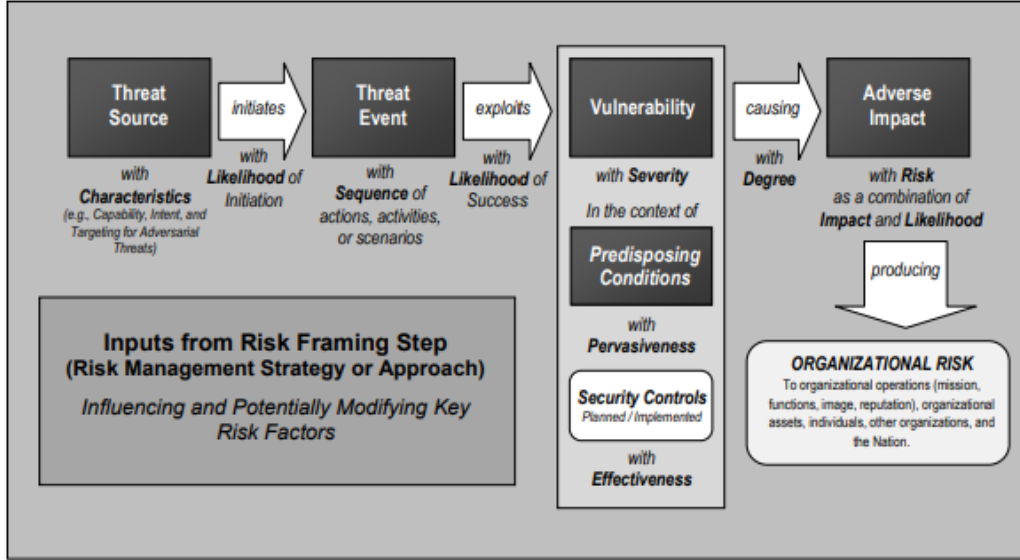 Threat
Source
initiates
Threat
Event
exploits
Vulnerability
causing
Adverse
Impact
with
Characteristics
(e.g., Capability, Intent, and
Targeting for Adversarial
Threats)
with
Likelihood of
Initiation
with
Sequence of
actions, activities,
or scenarios
with
Likelihood of
Success
with Severity
In the context of
Predisposing
Conditions
with
Pervasiveness
Security Controls
Planned / Implemented
with
Effectiveness
with
Degree
with Risk
as a combination of
Impact and Likelihood
producing
ORGANIZATIONAL RISK
To organizational operations (mission,
functions, image, reputation), organizational
assets, individuals, other organizations, and
the Nation.
Inputs from Risk Framing Step
(Risk Management Strategy or Approach)
Influencing and Potentially Modifying Key
Risk Factors